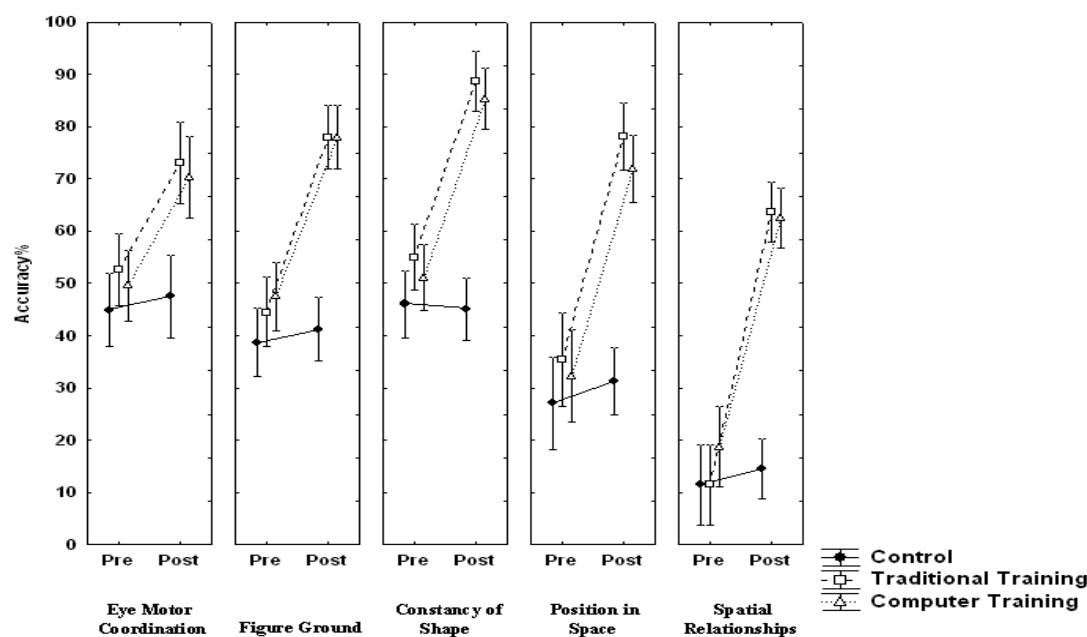 100
90
80
70
60
50
40
30
20
10
0
Accuracy%
Pre Post Pre Post Pre Post Pre Post Pre Post
Eye Motor
Coordination
Figure Ground
Constancy of
Shape
Position in
Space
Spatial
Relationships
Control
Traditional Training
Computer Training